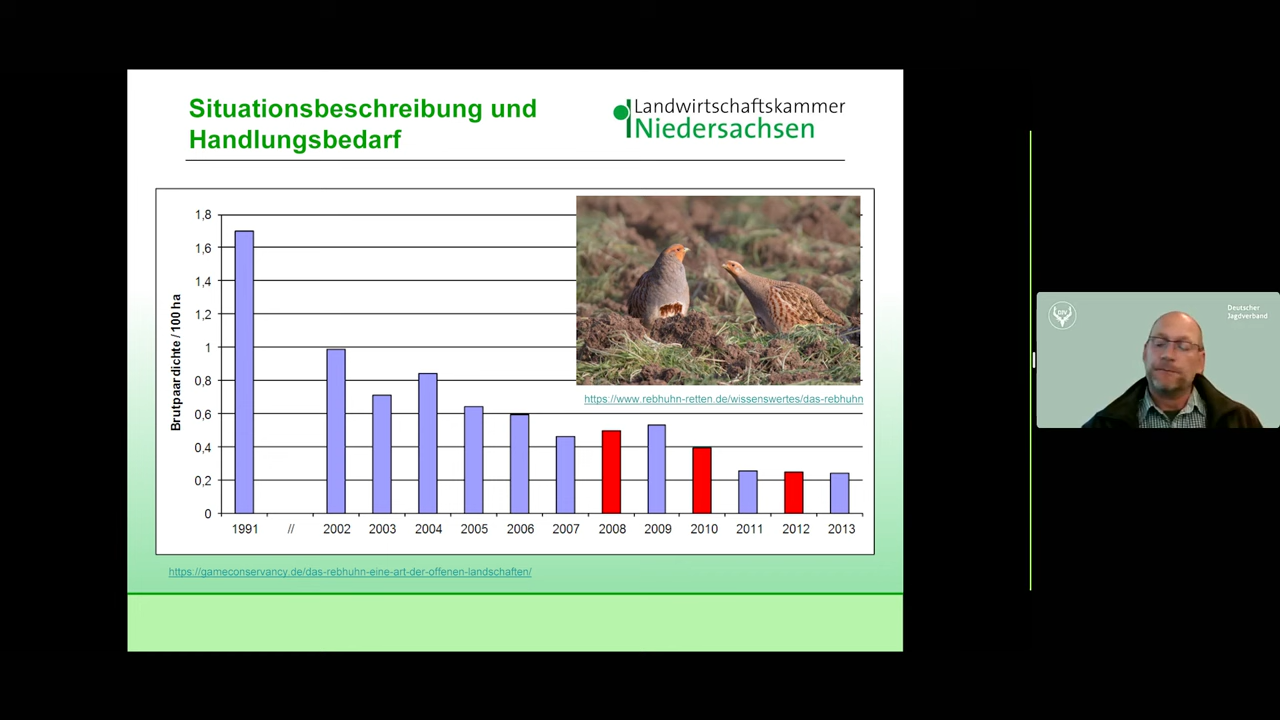 Situationsbeschreibung und
Handlungsbedarf
Landwirtschaftskammer
Niedersachsen
1,8
1,6
1,4
1,2
1
0,8
0,6
0,4
0,2
0
Brutpaardichte / 100 ha
1991 // 2002 2003 2004 2005 2006 2007 2008 2009 2010 2011 2012 2013
https://www.rebhuhn-retten.de/wissenswertes/das-rebhuhn
https://gameconservancy.de/das-rebhuhn-eine-art-der-offenen-landschaften/
DJV
Deutscher
Jagdverband